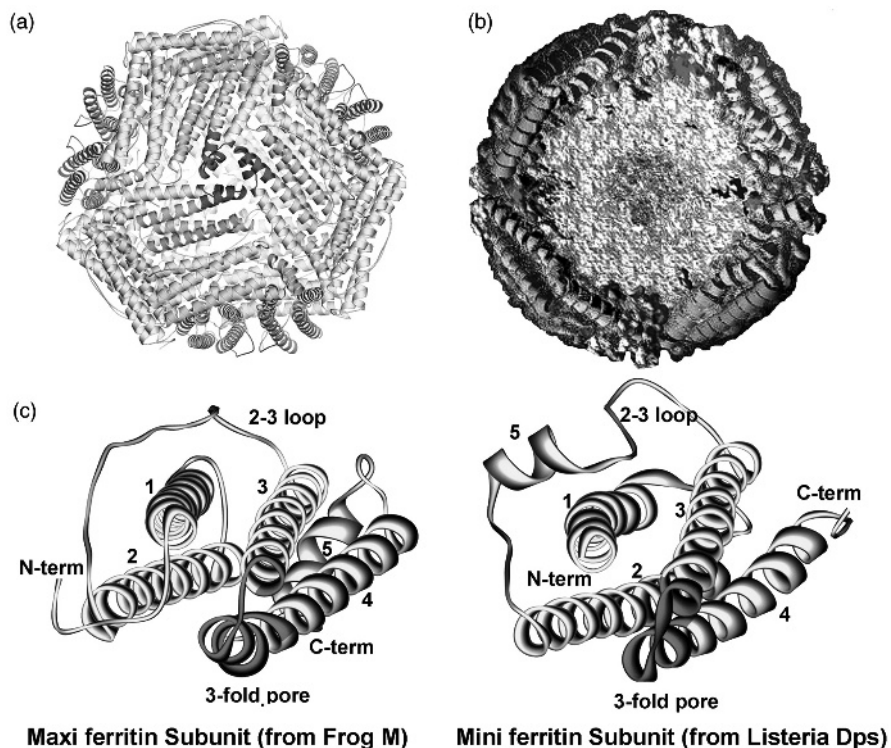 (a)
(b)
(c)
2-3 loop
1
3
2
5
4
N-term
C-term
3-fold pore
5
2-3 loop
1
3
C-term
N-term
2
4
3-fold pore
Maxi ferritin Subunit (from Frog M)
Mini ferritin Subunit (from Listeria Dps)